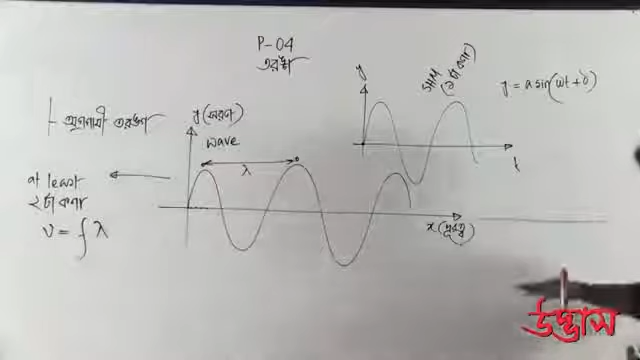 P-04
তরঙ্গ
অগ্রগামী তরঙ্গ
y (সরণ)
wave
λ
x (দূরত্ব)
at least
২টা কণা
v = f λ
y
SHM
(১টা কণা)
t
y = a sin(ωt + δ)
উদ্ভাস